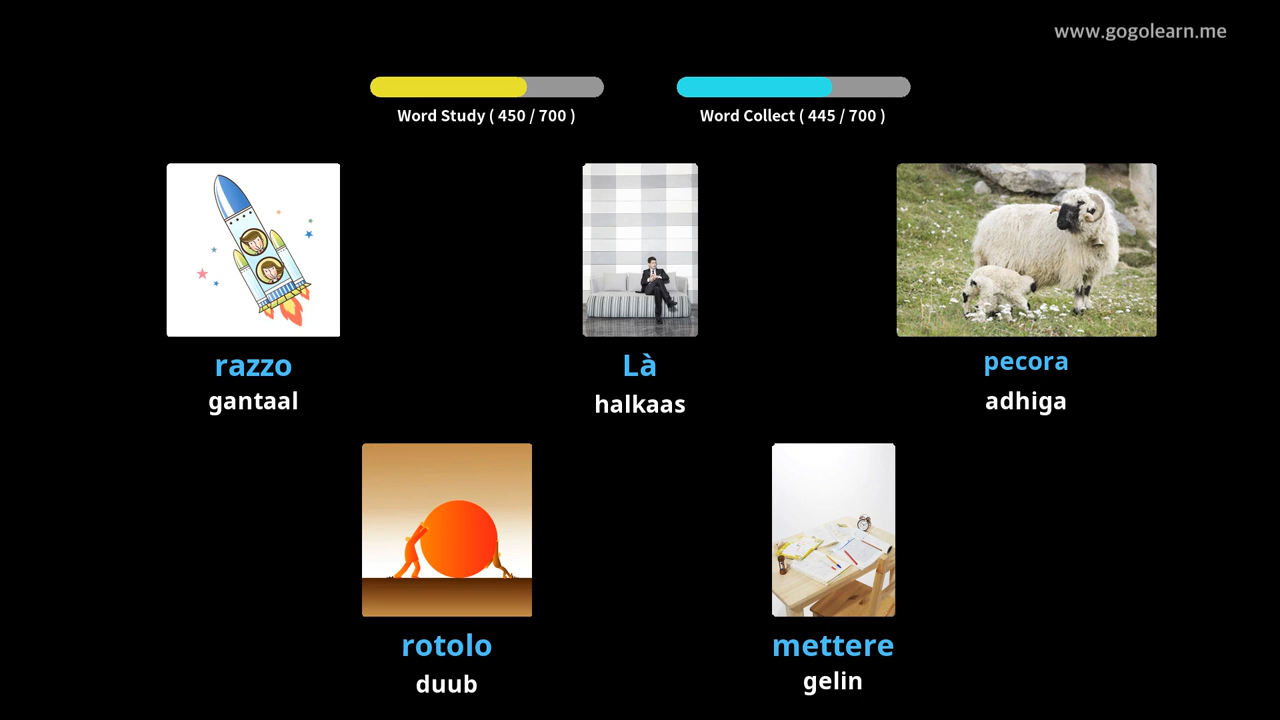 www.gogolearn.me
Word Study ( 450 / 700 )
Word Collect ( 445 / 700 )
razzo
gantaal
Là
halkaas
pecora
adhiga
rotolo
duub
mettere
gelin